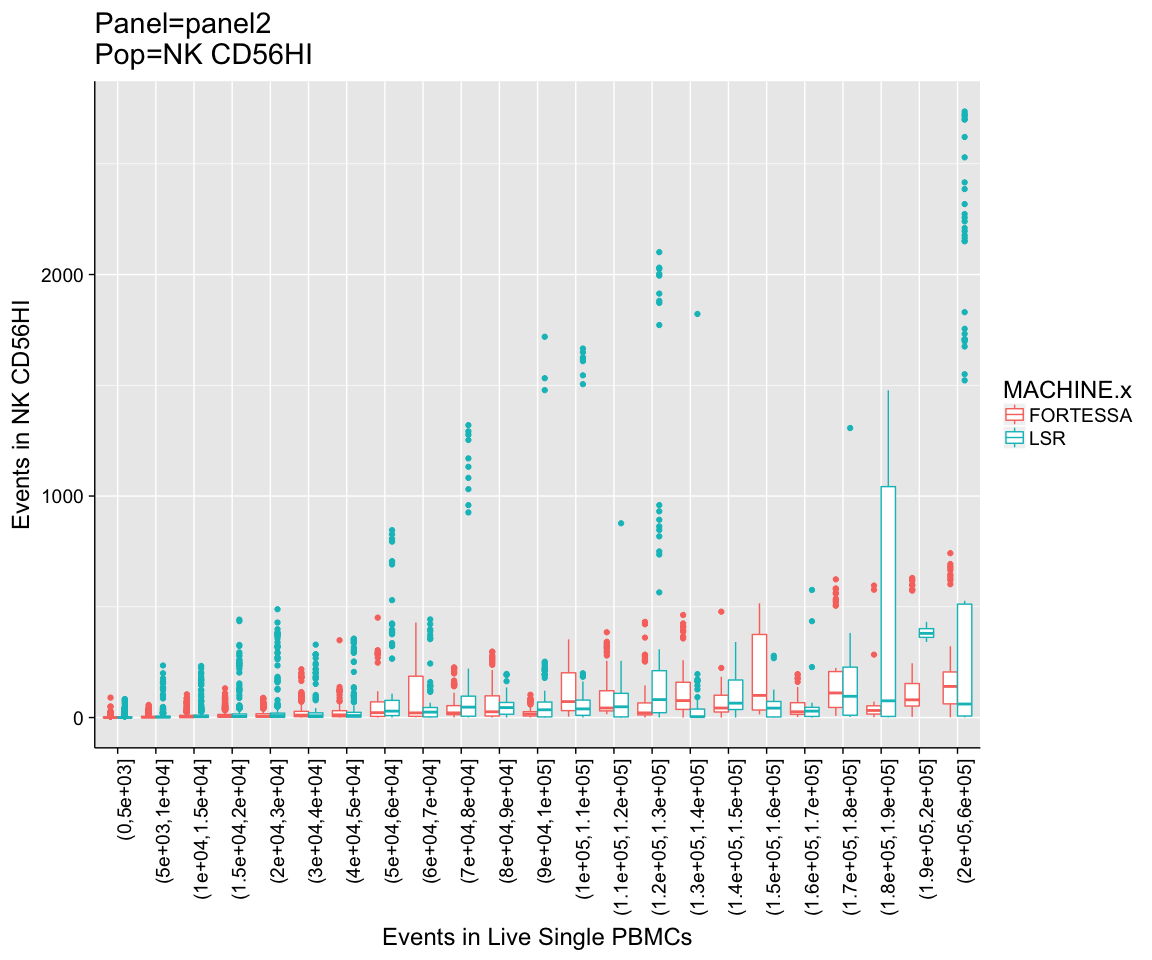 Panel=panel2
Pop=NK CD56HI
Events in NK CD56HI
2000
1000
0
(0,5e+03]
(5e+03,1e+04]
(1e+04,1.5e+04]
(1.5e+04,2e+04]
(2e+04,3e+04]
(3e+04,4e+04]
(4e+04,5e+04]
(5e+04,6e+04]
(6e+04,7e+04]
(7e+04,8e+04]
(8e+04,9e+04]
(9e+04,1e+05]
(1e+05,1.1e+05]
(1.1e+05,1.2e+05]
(1.2e+05,1.3e+05]
(1.3e+05,1.4e+05]
(1.4e+05,1.5e+05]
(1.5e+05,1.6e+05]
(1.6e+05,1.7e+05]
(1.7e+05,1.8e+05]
(1.8e+05,1.9e+05]
(1.9e+05,2e+05]
(2e+05,6e+05]
Events in Live Single PBMCs
MACHINE.x
FORTESSA
LSR